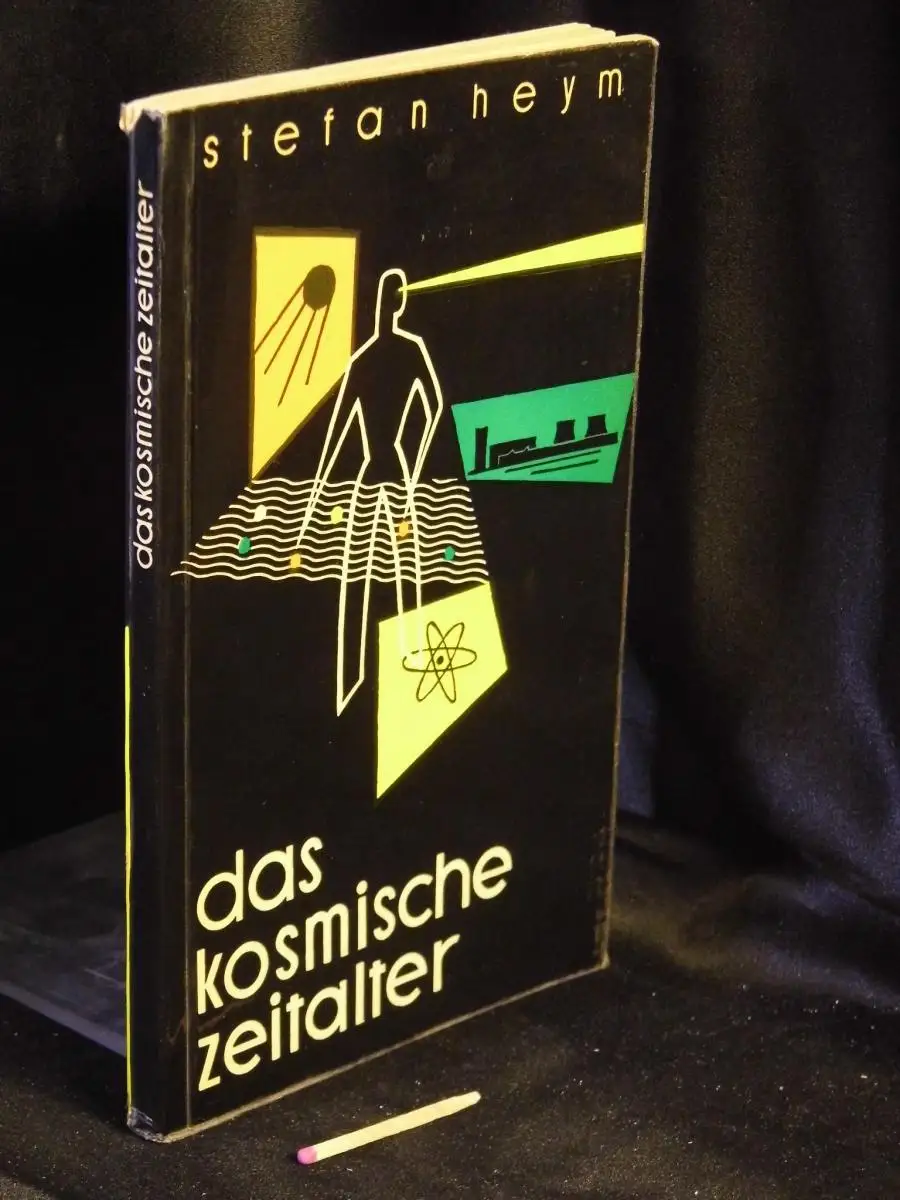 stefan heym
das kosmische zeitalter
das
kosmische
zeitalter